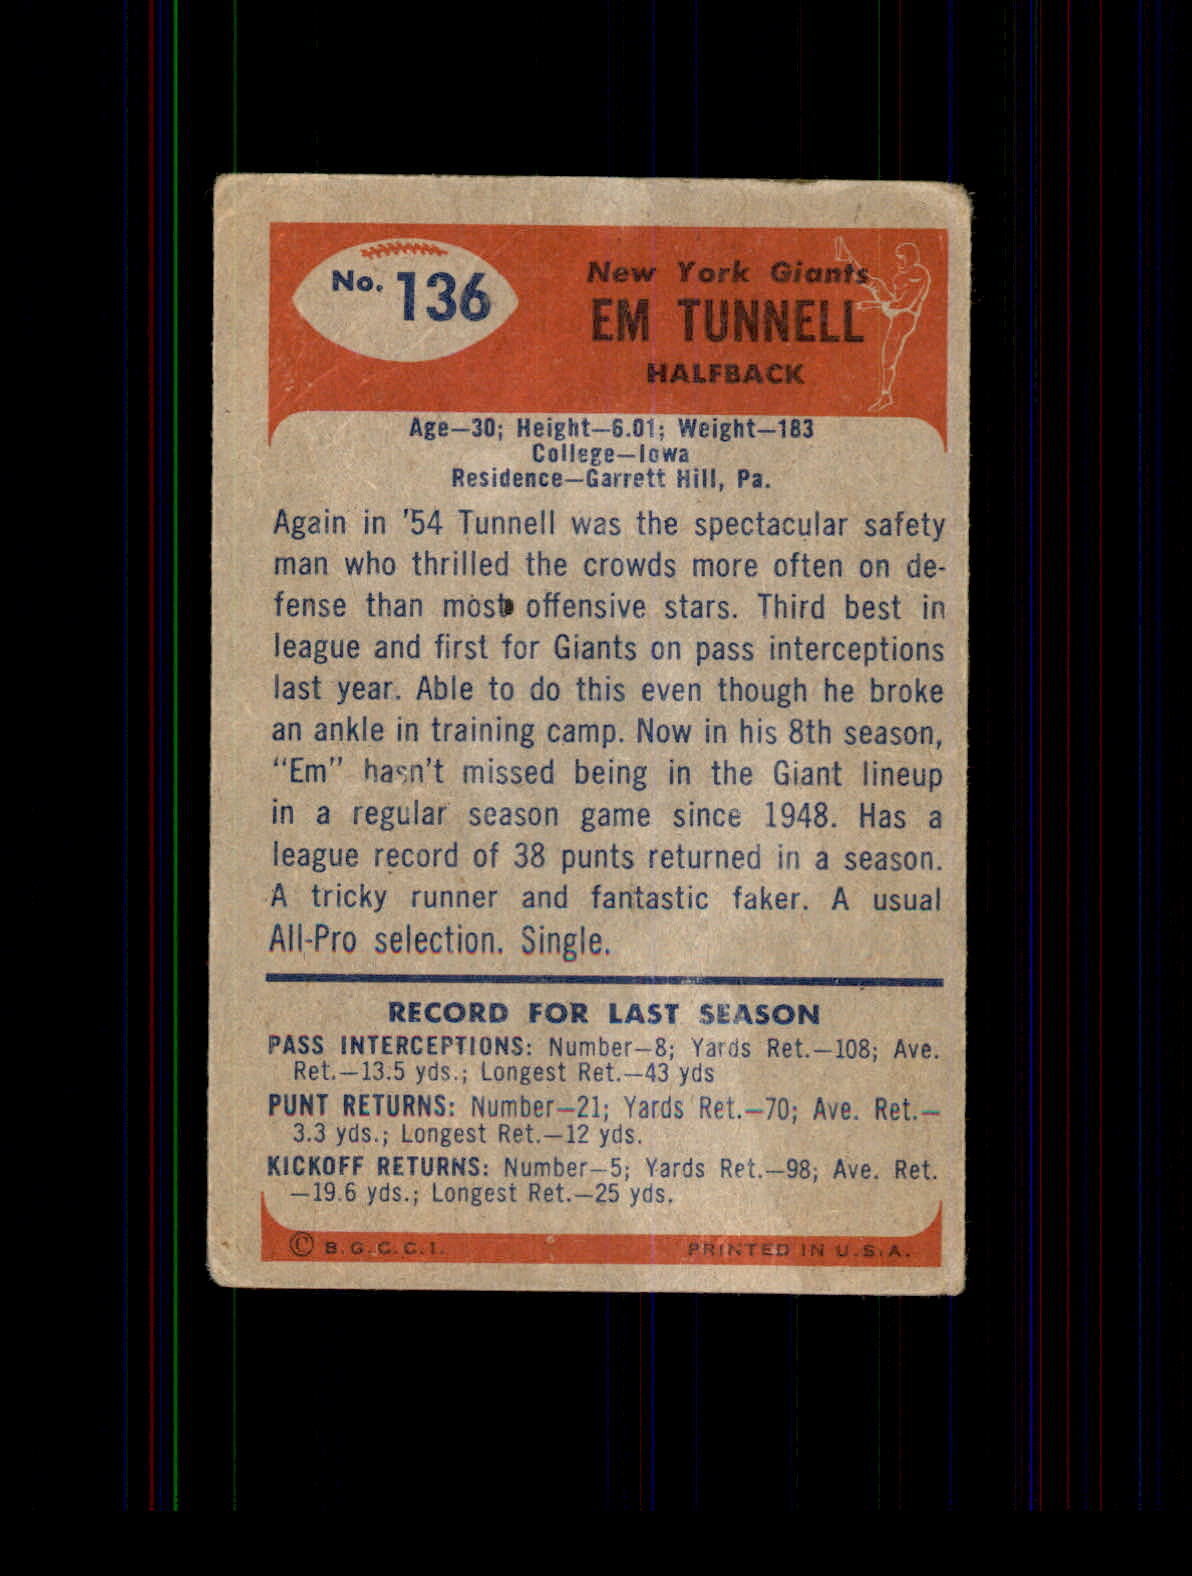 No. 136
New York Giants
EM TUNNELL
HALFBACK
Age—30; Height—6.01; Weight—183
College—Iowa
Residence—Garrett Hill, Pa.
Again in '54 Tunnell was the spectacular safety
man who thrilled the crowds more often on de-
fense than most offensive stars. Third best in
league and first for Giants on pass interceptions
last year. Able to do this even though he broke
an ankle in training camp. Now in his 8th season,
"Em" hasn't missed being in the Giant lineup
in a regular season game since 1948. Has a
league record of 38 punts returned in a season.
A tricky runner and fantastic faker. A usual
All-Pro selection. Single.
RECORD FOR LAST SEASON
PASS INTERCEPTIONS: Number—8; Yards Ret.—108; Ave.
Ret.—13.5 yds.; Longest Ret.—43 yds
PUNT RETURNS: Number—21; Yards Ret.—70; Ave. Ret.—
3.3 yds.; Longest Ret.—12 yds.
KICKOFF RETURNS: Number—5; Yards Ret.—98; Ave. Ret.
—19.6 yds.; Longest Ret.—25 yds.
© B.G.C.C.I. PRINTED IN U.S.A.